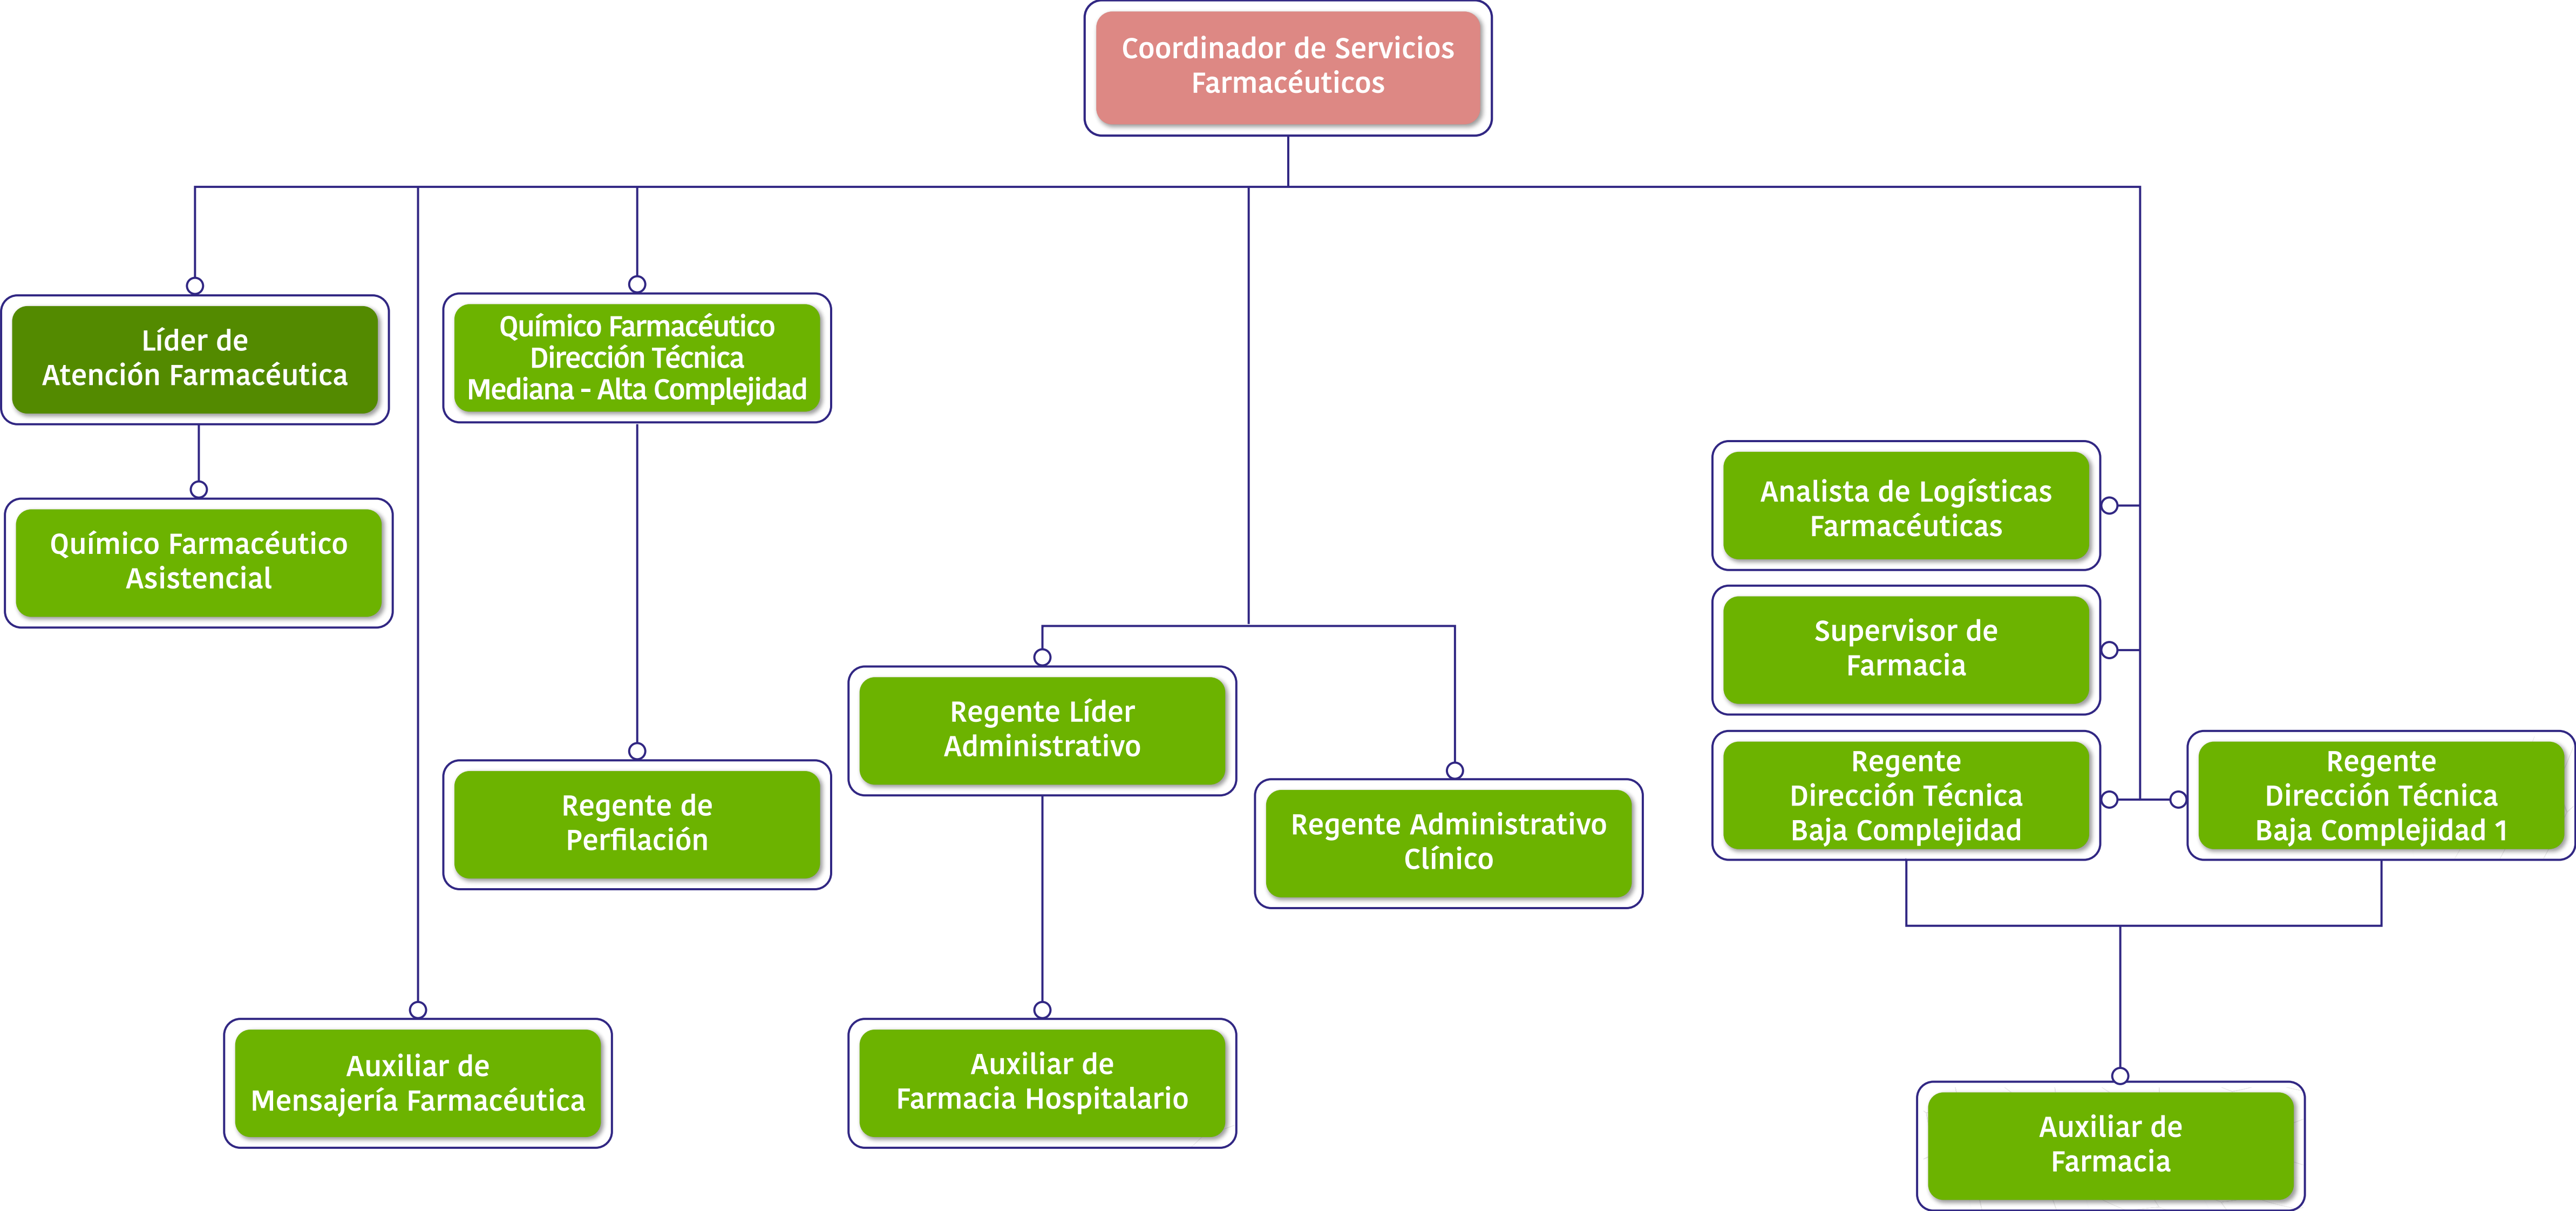 Coordinador de Servicios
Farmacéuticos
Líder de
Atención Farmacéutica
Químico Farmacéutico
Dirección Técnica
Mediana - Alta Complejidad
Químico Farmacéutico
Asistencial
Analista de Logísticas
Farmacéuticas
Supervisor de
Farmacia
Regente Líder
Administrativo
Regente de
Perfilación
Regente Administrativo
Clínico
Regente
Dirección Técnica
Baja Complejidad
Regente
Dirección Técnica
Baja Complejidad 1
Auxiliar de
Mensajería Farmacéutica
Auxiliar de
Farmacia Hospitalario
Auxiliar de
Farmacia